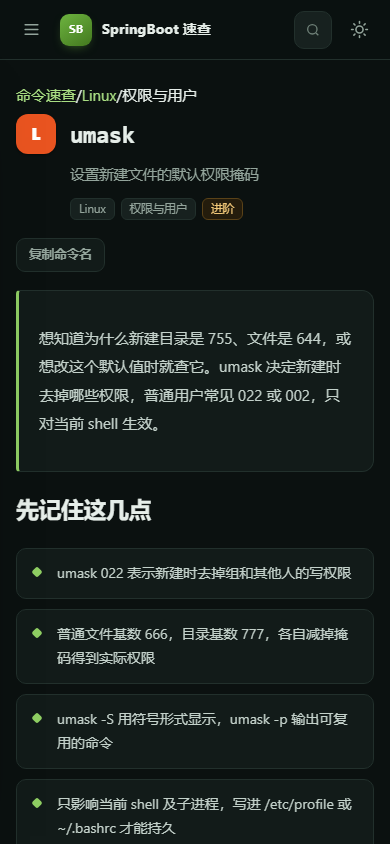 SB SpringBoot 速查
命令速查/Linux/权限与用户
L umask
设置新建文件的默认权限掩码
Linux 权限与用户 进阶
复制命令名
想知道为什么新建目录是 755、文件是 644，或
想改这个默认值时就查它。umask 决定新建时
去掉哪些权限，普通用户常见 022 或 002，只
对当前 shell 生效。
先记住这几点
umask 022 表示新建时去掉组和其他人的写权限
普通文件基数 666，目录基数 777，各自减掉掩
码得到实际权限
umask -S 用符号形式显示，umask -p 输出可复
用的命令
只影响当前 shell 及子进程，写进 /etc/profile 或
~/.bashrc 才能持久